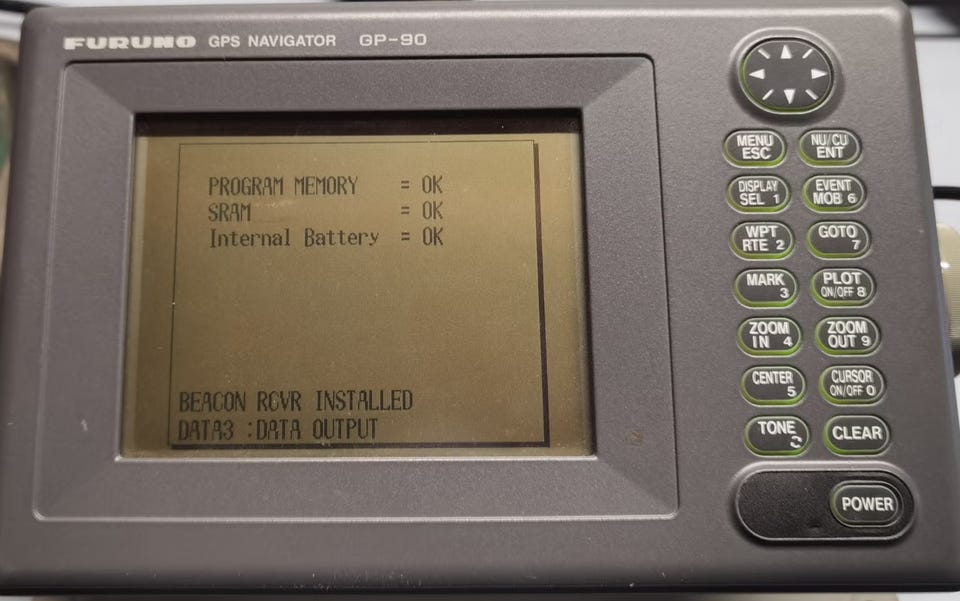 FURUNO GPS NAVIGATOR GP-90
PROGRAM MEMORY = OK
SRAM = OK
Internal Battery = OK
BEACON RCVR INSTALLED
DATA3 :DATA OUTPUT
MENU
ESC
NU/CU
ENT
DISPLAY
SEL 1
EVENT
MOB 6
WPT
RTE 2
GOTO
7
MARK
3
PLOT
ON/OFF 8
ZOOM
IN 4
ZOOM
OUT 9
CENTER
5
CURSOR
ON/OFF 0
TONE
CLEAR
POWER